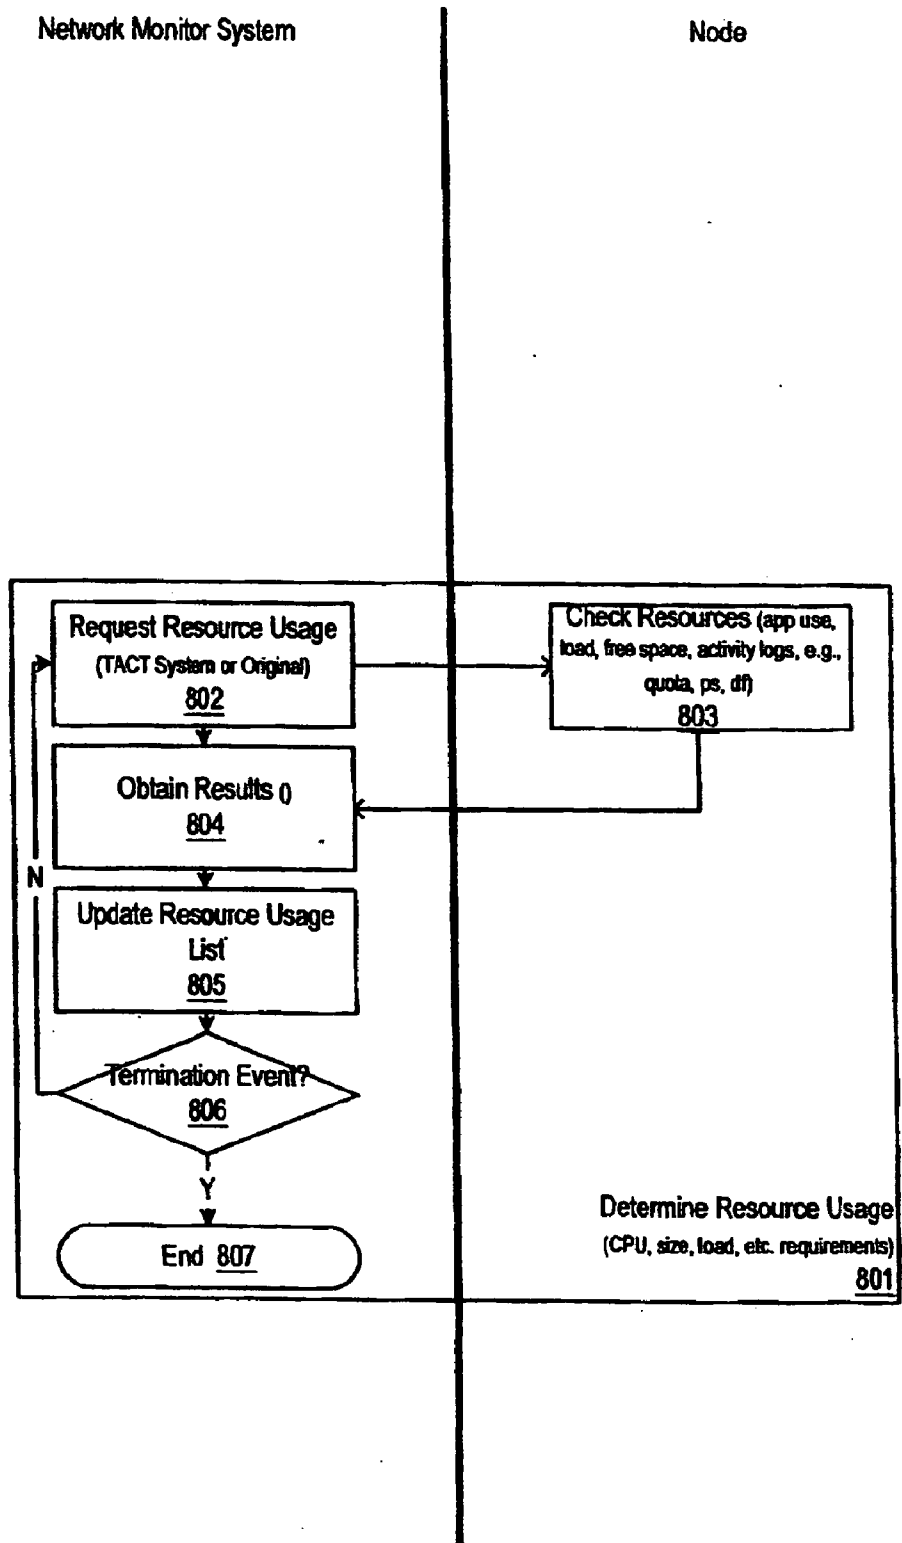 Network Monitor System
Node
Request Resource Usage
(TACT System or Original)
802
Check Resources (app use,
load, free space, activity logs, e.g.,
quota, ps, df)
803
Obtain Results ()
804
N
Update Resource Usage
List
805
Termination Event?
806
Y
End 807
Determine Resource Usage
(CPU, size, load, etc. requirements)
801